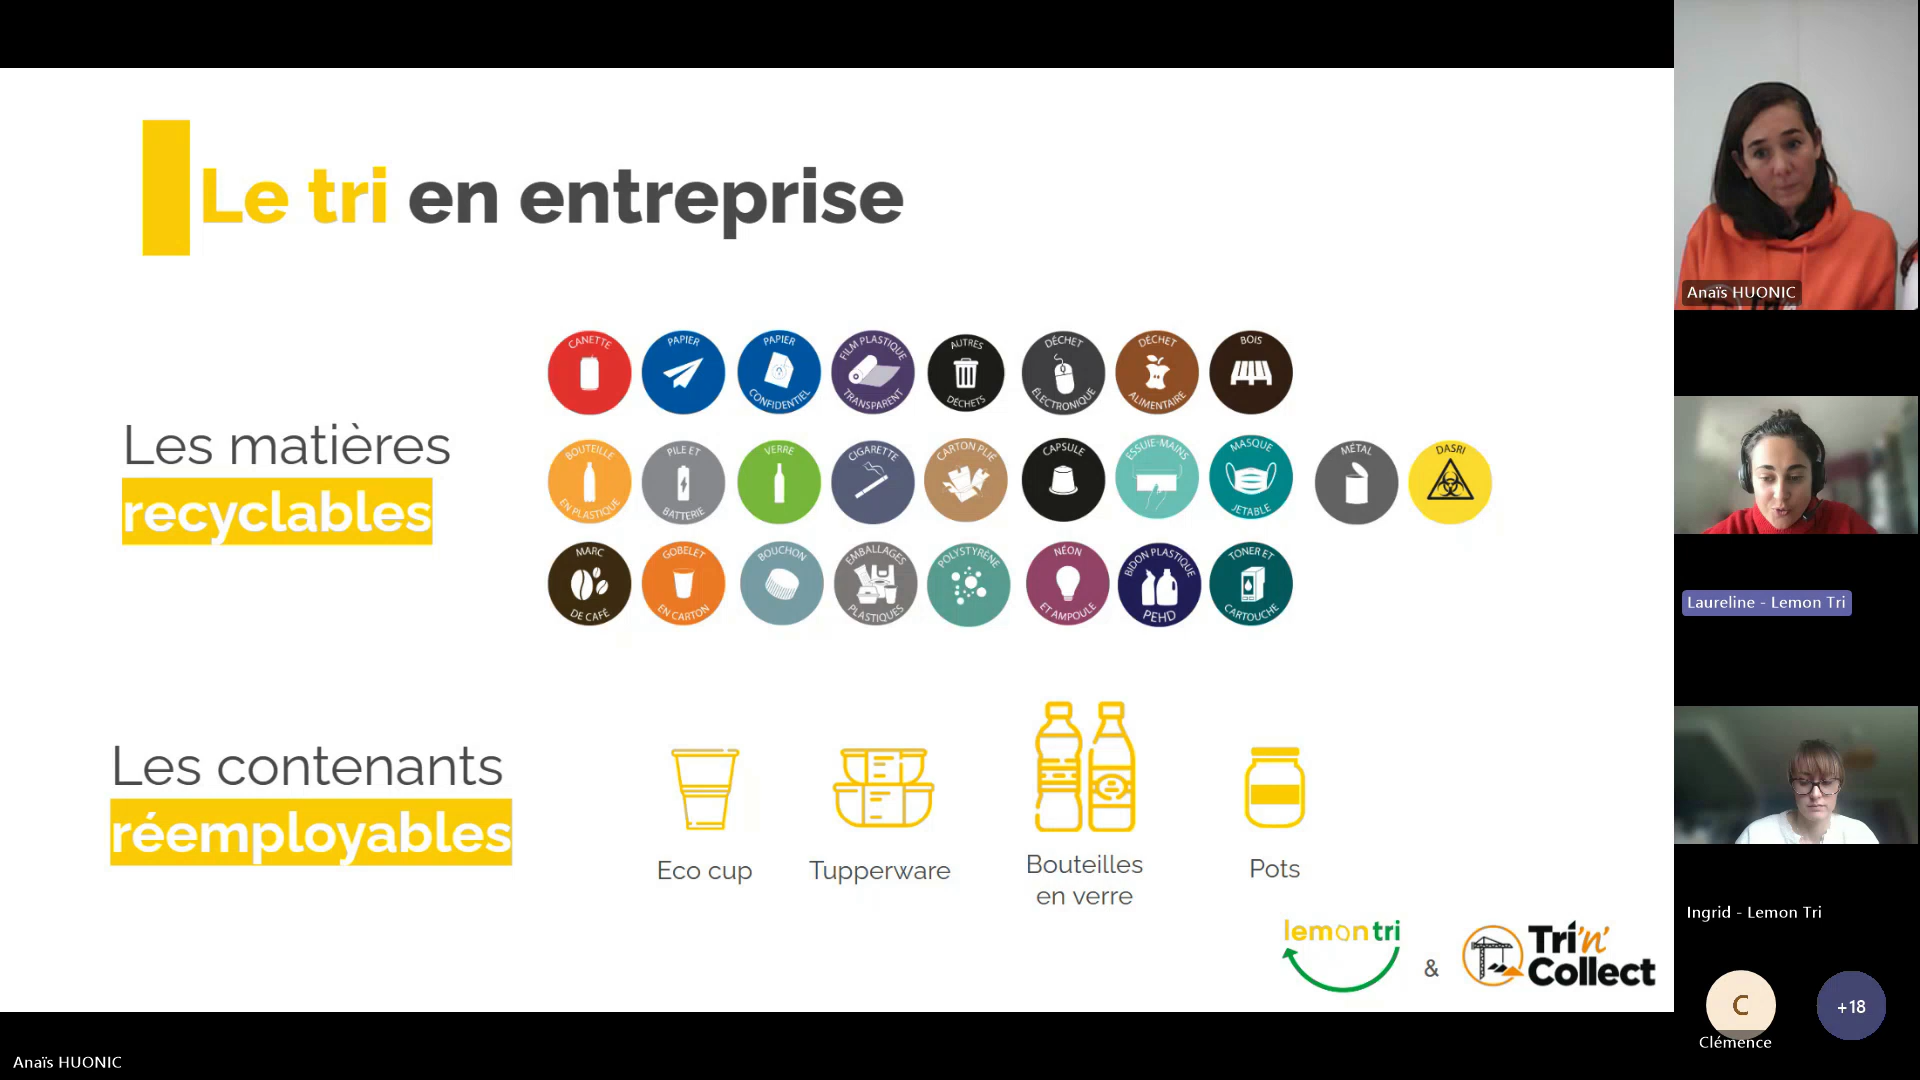 Le tri en entreprise
Les matières
recyclables
CANETTE
PAPIER
PAPIER
CONFIDENTIEL
FILM PLASTIQUE
TRANSPARENT
AUTRES
DÉCHETS
DÉCHET
ÉLECTRONIQUE
DÉCHET
ALIMENTAIRE
BOIS
BOUTEILLE
EN PLASTIQUE
PILE ET
BATTERIE
VERRE
CIGARETTE
CARTON PLIÉ
CAPSULE
ESSUIE-MAINS
MASQUE
JETABLE
MÉTAL
DASRI
MARC
DE CAFÉ
GOBELET
EN CARTON
BOUCHON
EMBALLAGES
PLASTIQUES
POLYSTYRÈNE
NÉON
ET AMPOULE
BIDON PLASTIQUE
PEHD
TONER ET
CARTOUCHE
Les contenants
réemployables
Eco cup
Tupperware
Bouteilles
en verre
Pots
lemontri
&
Tri'n'
Collect
Anaïs HUONIC
Laureline - Lemon Tri
Ingrid - Lemon Tri
C
Clémence
+18
Anaïs HUONIC